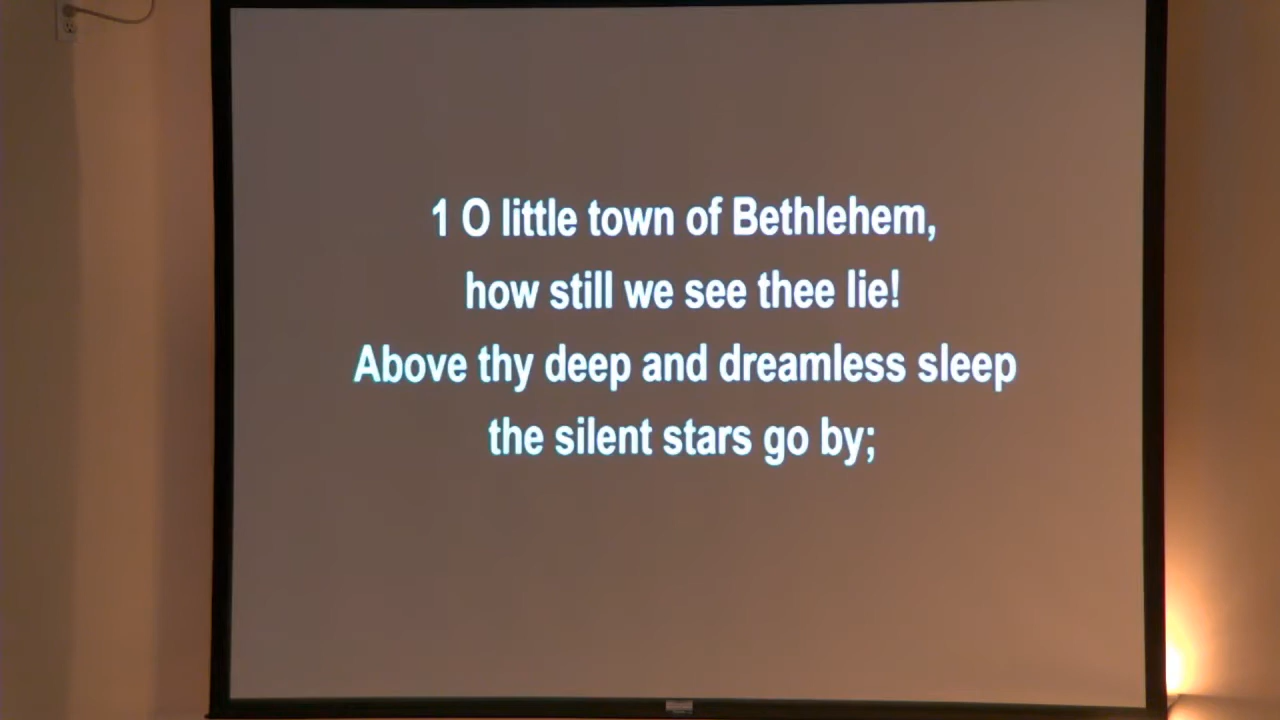 1 O little town of Bethlehem,
how still we see thee lie!
Above thy deep and dreamless sleep
the silent stars go by;